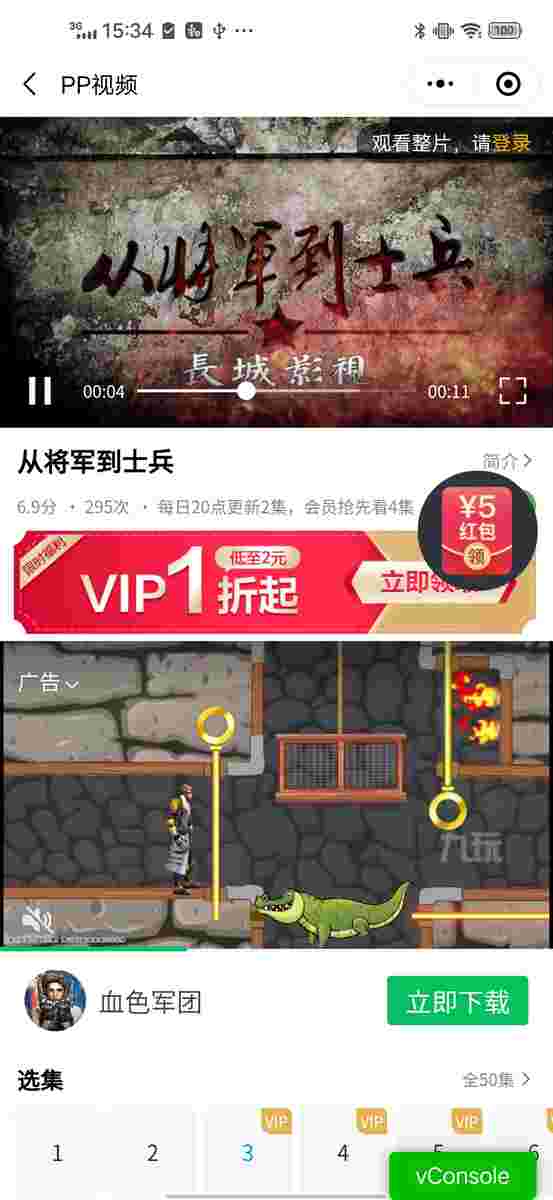 3G 15:34 100
PP视频
观看整片，请登录
从将軍到士兵
長城影視
00:04 00:11
从将军到士兵 简介
6.9分 · 295次 · 每日20点更新2集，会员抢先看4集
¥5
红包
领
限时福利
VIP1折起
低至2元
立即领
广告
九玩
血色军团 立即下载
选集 全50集
VIP VIP VIP
1 2 3 4 5 6
vConsole